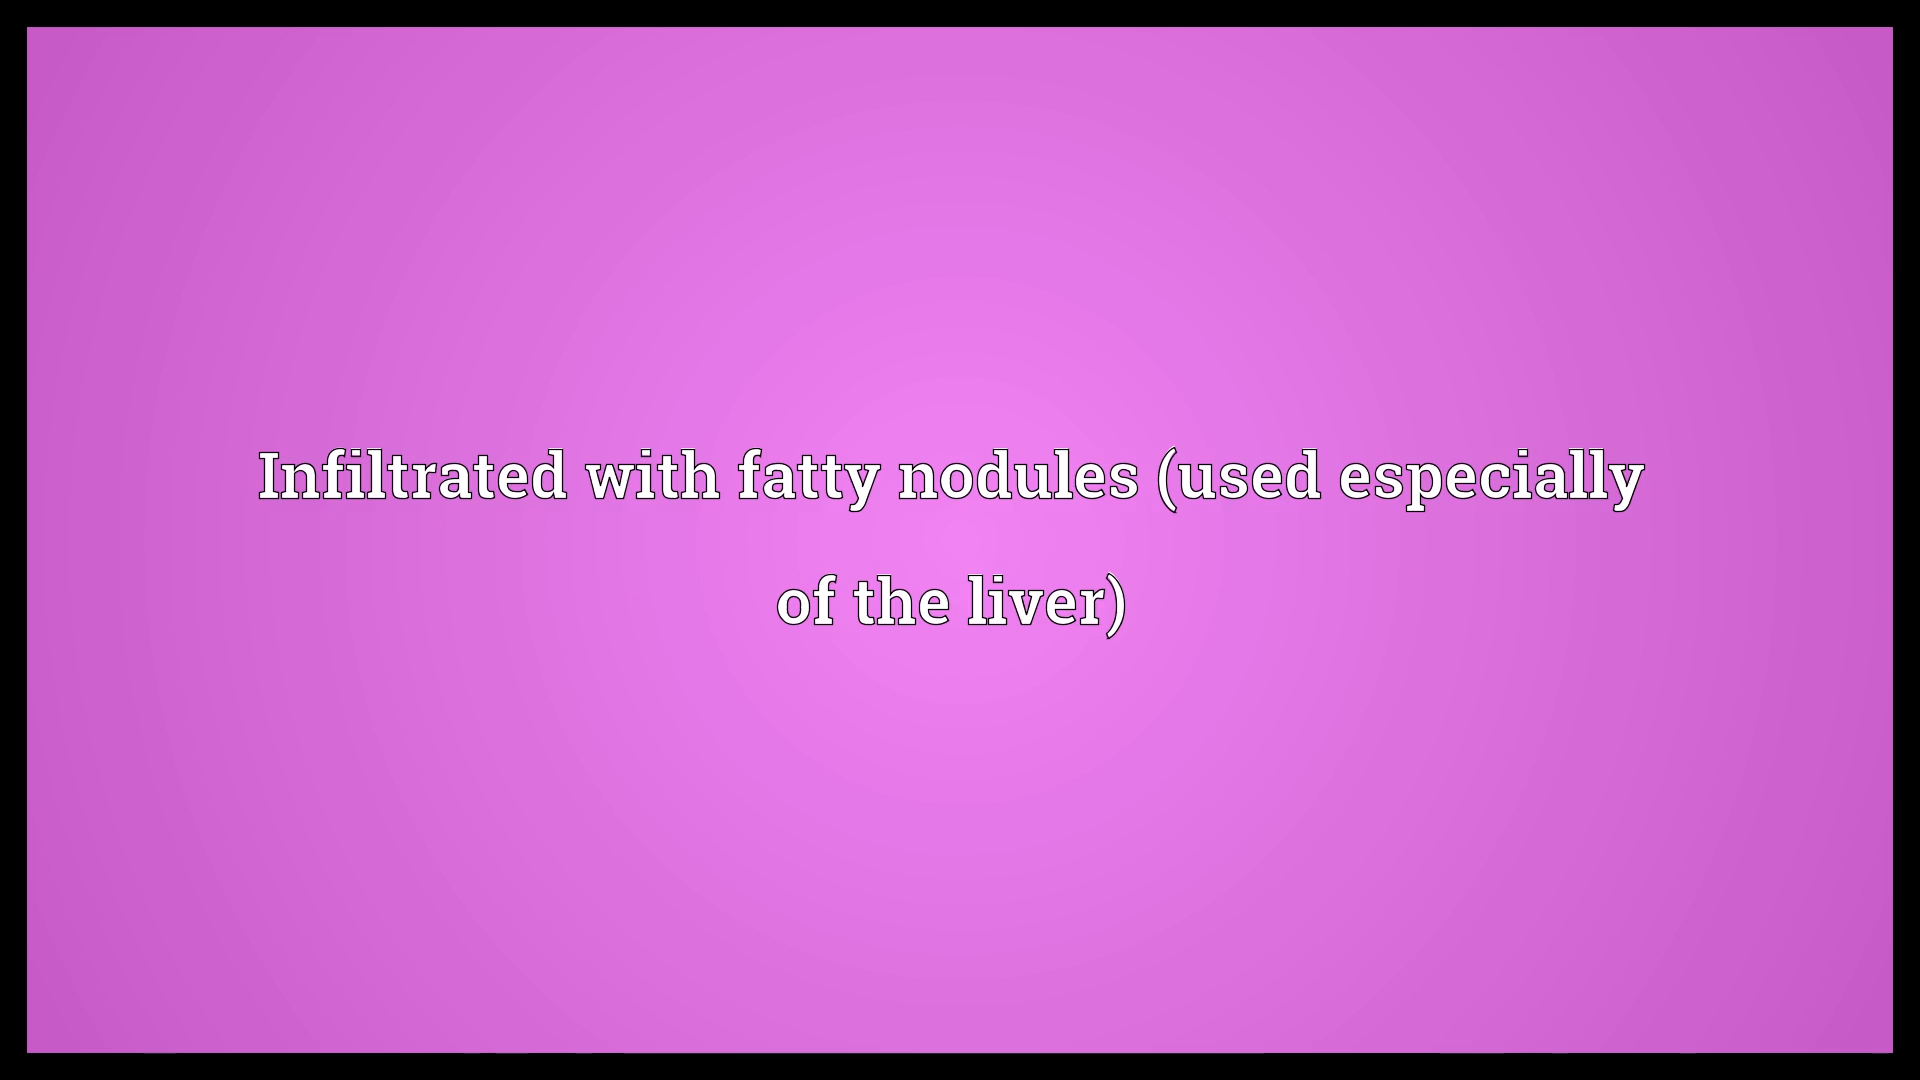 Infiltrated with fatty nodules (used especially
of the liver)